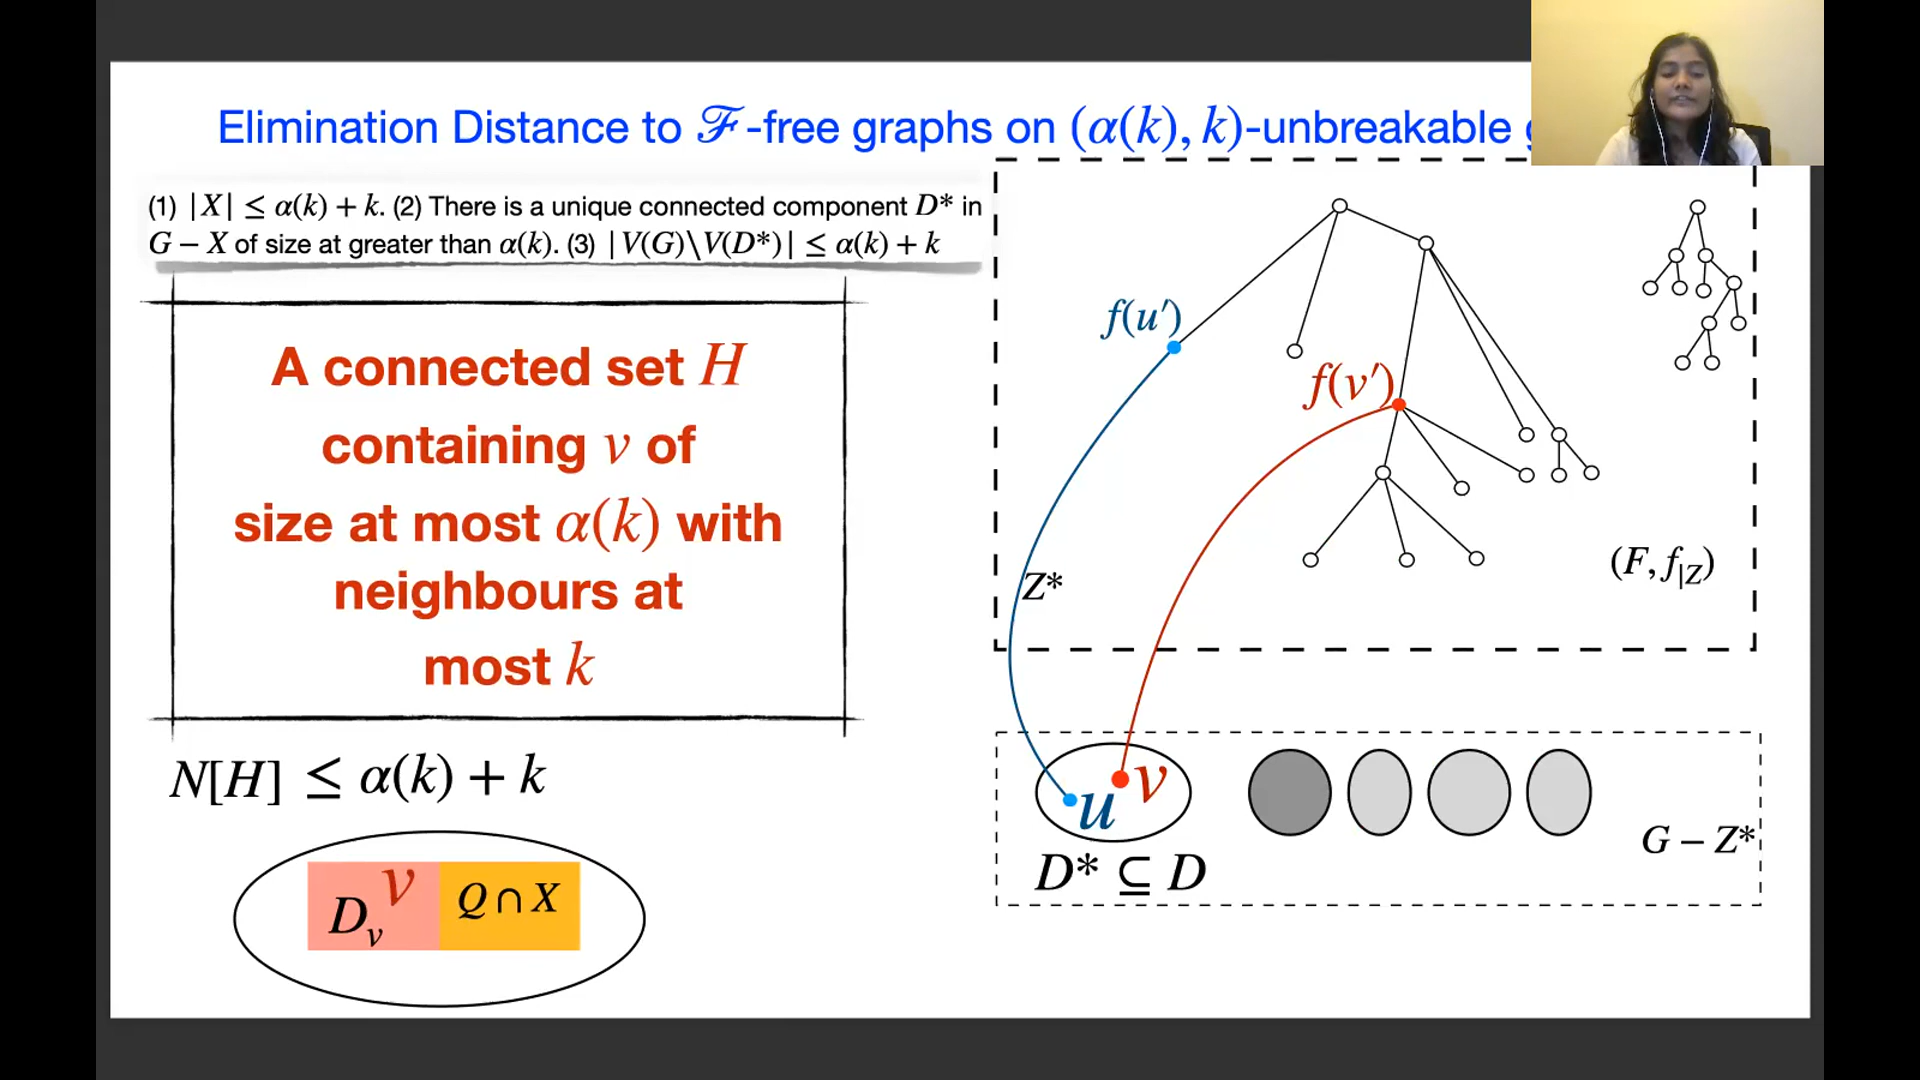 Elimination Distance to ℱ-free graphs on (α(k), k)-unbreakable
(1) |X| ≤ α(k) + k. (2) There is a unique connected component D* in
G − X of size at greater than α(k). (3) |V(G)\V(D*)| ≤ α(k) + k
A connected set H
containing v of
size at most α(k) with
neighbours at
most k
N[H] ≤ α(k) + k
D_v v Q ∩ X
f(u′)
f(v′)
(F, f_|Z)
Z*
u v
G − Z*
D* ⊆ D